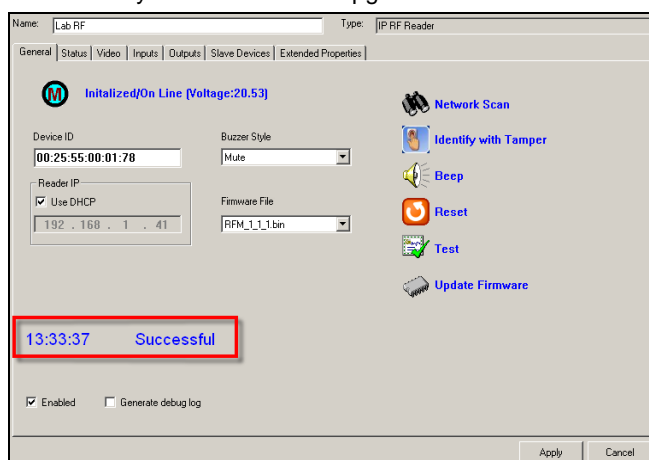 Name: Lab RF Type: IP RF Reader
General Status Video Inputs Outputs Slave Devices Extended Properties
M Initalized/On Line (Voltage:20.53)
Network Scan
Device ID Buzzer Style Identify with Tamper
00:25:55:00:01:78 Mute
Beep
Reader IP
Use DHCP Firmware File
Reset
192 . 168 . 1 . 41 RFM_1_1_1.bin
Test
Update Firmware
13:33:37 Successful
Enabled Generate debug log
Apply Cancel